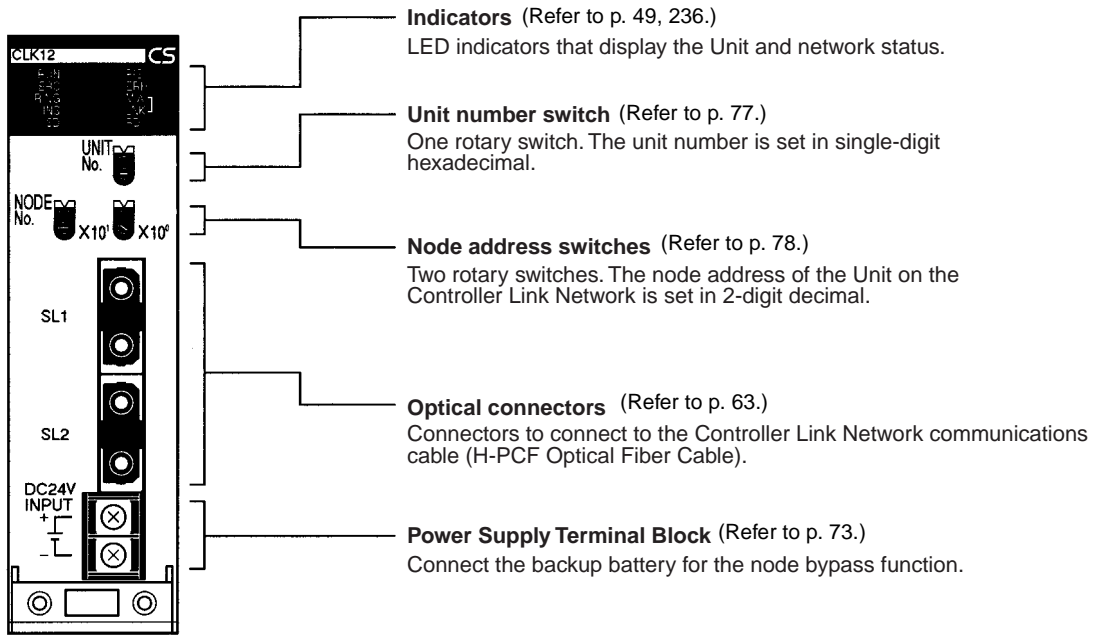 Indicators (Refer to p. 49, 236.)
LED indicators that display the Unit and network status.
Unit number switch (Refer to p. 77.)
One rotary switch. The unit number is set in single-digit
hexadecimal.
Node address switches (Refer to p. 78.)
Two rotary switches. The node address of the Unit on the
Controller Link Network is set in 2-digit decimal.
Optical connectors (Refer to p. 63.)
Connectors to connect to the Controller Link Network communications
cable (H-PCF Optical Fiber Cable).
Power Supply Terminal Block (Refer to p. 73.)
Connect the backup battery for the node bypass function.
CLK12 CS
UNIT
No.
NODE
No.
X10¹ X10⁰
SL1
SL2
DC24V
INPUT
+
−